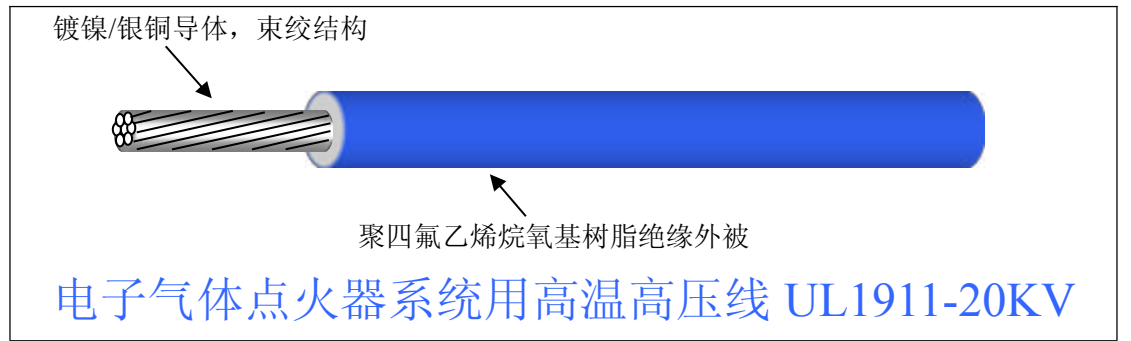 镀镍/银铜导体，束绞结构
聚四氟乙烯烷氧基树脂绝缘外被
电子气体点火器系统用高温高压线 UL1911-20KV